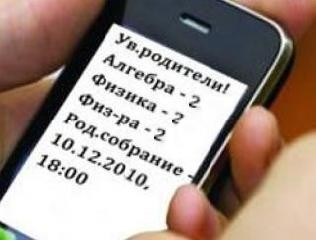 Ув.родители!
Алгебра - 2
Физика - 2
Физ-ра - 2
Род.собрание -
10.12.2010,
18:00